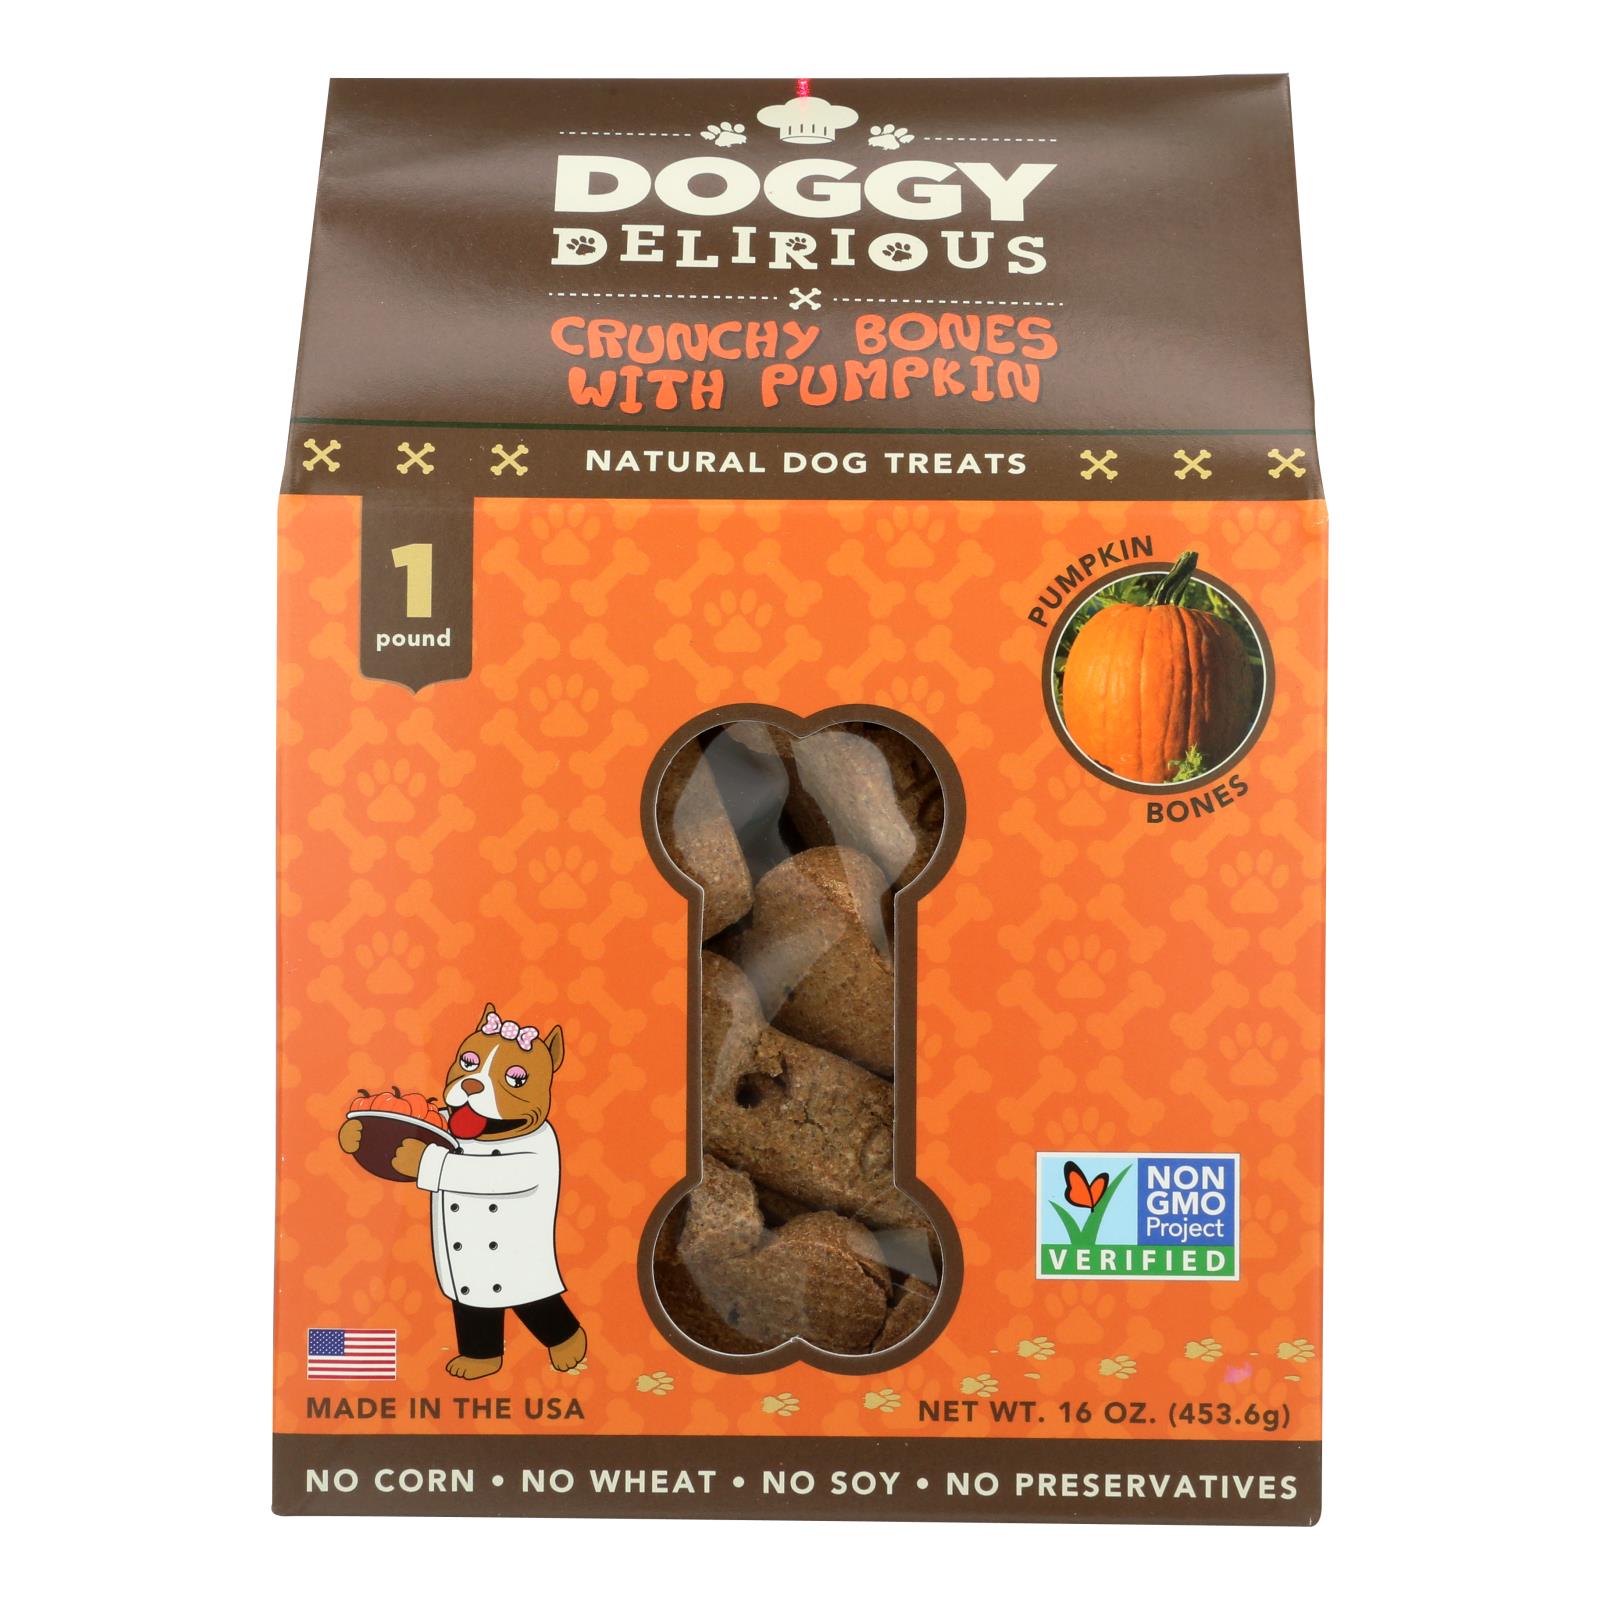 DOGGY
DELIRIOUS
CRUNCHY BONES
WITH PUMPKIN
NATURAL DOG TREATS
1
pound
PUMPKIN
BONES
NON
GMO
Project
VERIFIED
MADE IN THE USA
NET WT. 16 OZ. (453.6g)
NO CORN • NO WHEAT • NO SOY • NO PRESERVATIVES